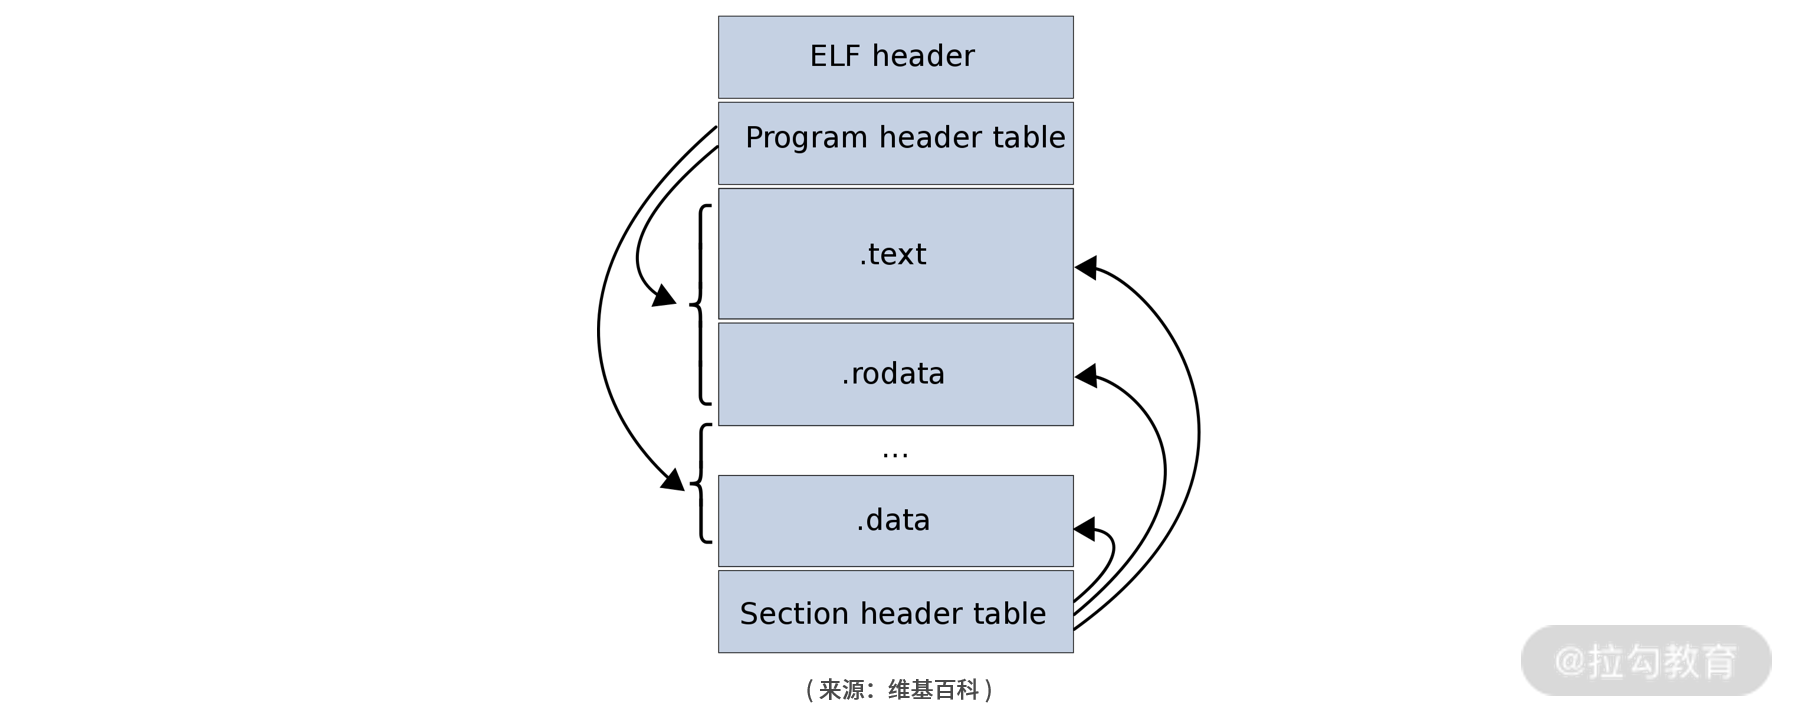 ELF header
Program header table
.text
.rodata
...
.data
Section header table
(来源：维基百科)
@拉勾教育